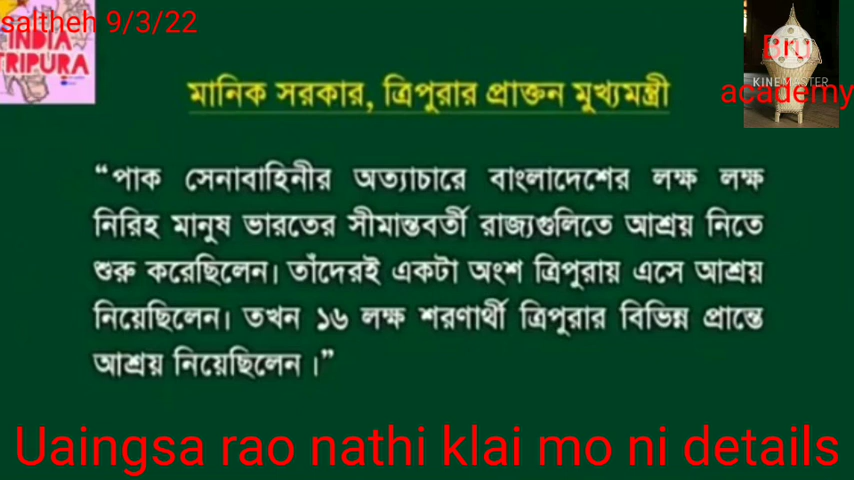 saltheh 9/3/22
INDIA
TRIPURA
Bru
KINEMASTER
academy
মানিক সরকার, ত্রিপুরার প্রাক্তন মুখ্যমন্ত্রী
“পাক সেনাবাহিনীর অত্যাচারে বাংলাদেশের লক্ষ লক্ষ
নিরিহ মানুষ ভারতের সীমান্তবর্তী রাজ্যগুলিতে আশ্রয় নিতে
শুরু করেছিলেন। তাঁদেরই একটা অংশ ত্রিপুরায় এসে আশ্রয়
নিয়েছিলেন। তখন ১৬ লক্ষ শরণার্থী ত্রিপুরার বিভিন্ন প্রান্তে
আশ্রয় নিয়েছিলেন।”
Uaingsa rao nathi klai mo ni details